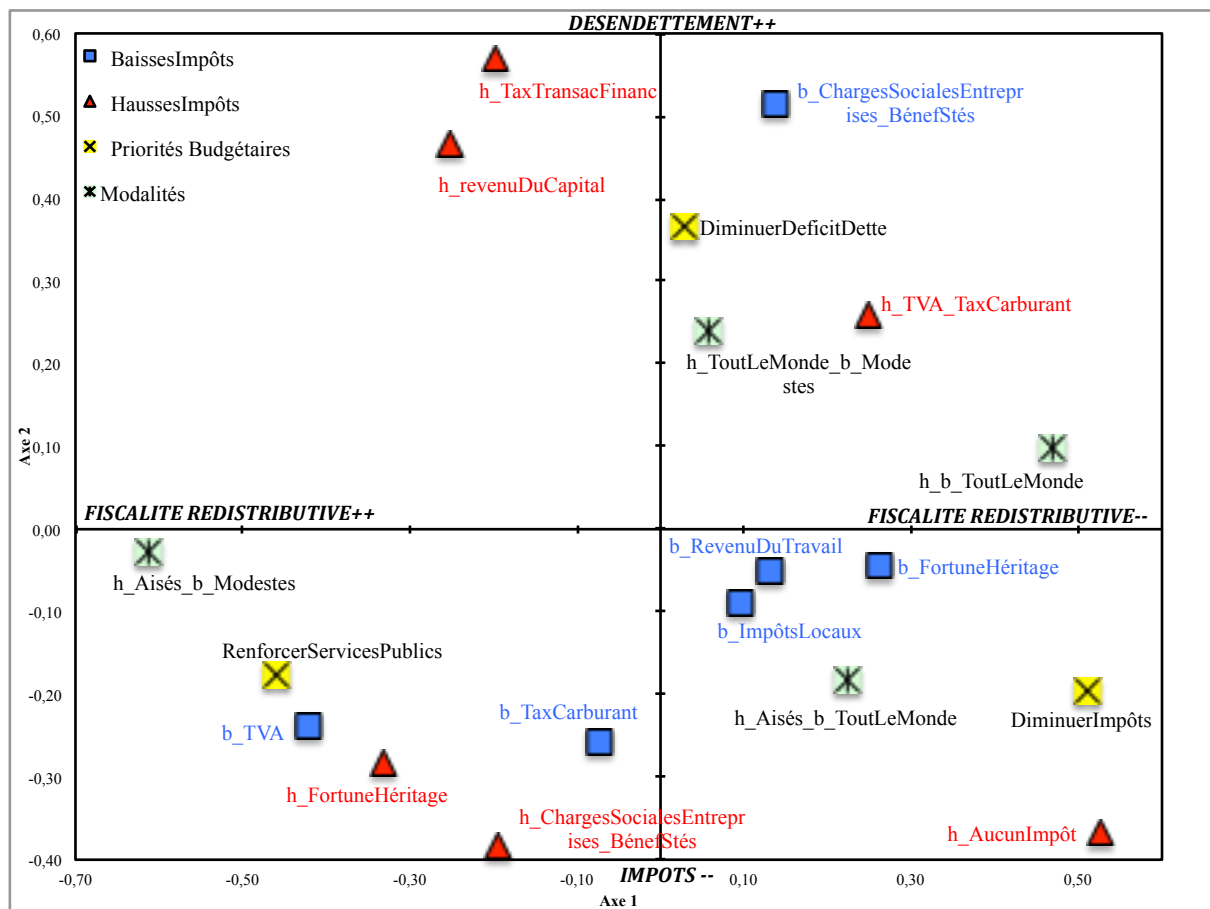 DESENDETTEMENT++
0,60
BaissesImpôts
h_TaxTransacFinanc
b_ChargesSocialesEntrepr
ises_BénefStés
HaussesImpôts
0,50
Priorités Budgétaires
h_revenuDuCapital
Modalités
0,40
DiminuerDeficitDette
0,30
h_TVA_TaxCarburant
h_ToutLeMonde_b_Mode
stes
0,20
Axe 2
0,10
h_b_ToutLeMonde
0,00
FISCALITE REDISTRIBUTIVE++
FISCALITE REDISTRIBUTIVE--
b_RevenuDuTravail
b_FortuneHéritage
h_Aisés_b_Modestes
-0,10
b_ImpôtsLocaux
RenforcerServicesPublics
-0,20
b_TVA
b_TaxCarburant
h_Aisés_b_ToutLeMonde
DiminuerImpôts
-0,30
h_FortuneHéritage
h_ChargesSocialesEntrepr
ises_BénefStés
h_AucunImpôt
-0,40
IMPOTS --
-0,70
-0,50
-0,30
-0,10
0,10
0,30
0,50
Axe 1